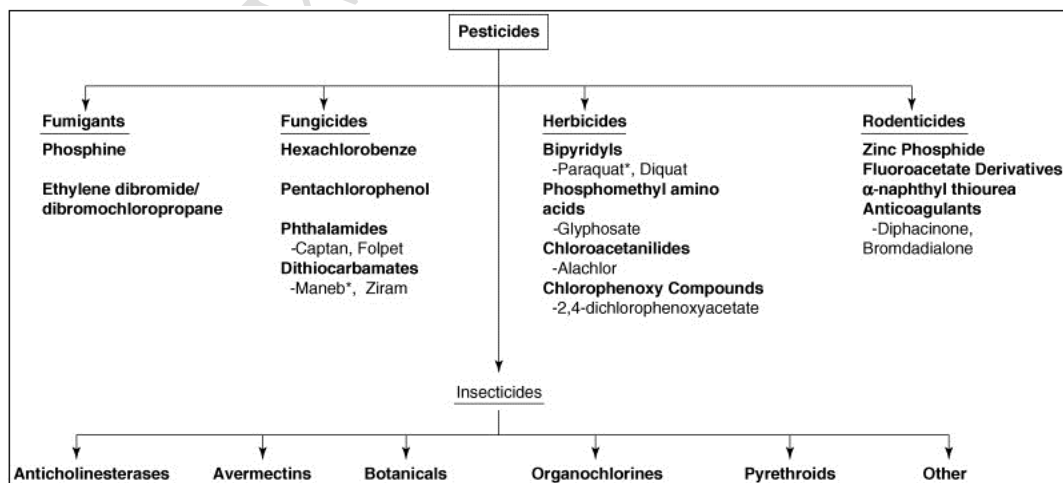 Pesticides
Fumigants
Phosphine
Ethylene dibromide/
dibromochloropropane
Fungicides
Hexachlorobenze
Pentachlorophenol
Phthalamides
-Captan, Folpet
Dithiocarbamates
-Maneb*, Ziram
Herbicides
Bipyridyls
-Paraquat*, Diquat
Phosphomethyl amino
acids
-Glyphosate
Chloroacetanilides
-Alachlor
Chlorophenoxy Compounds
-2,4-dichlorophenoxyacetate
Rodenticides
Zinc Phosphide
Fluoroacetate Derivatives
α-naphthyl thiourea
Anticoagulants
-Diphacinone,
Bromdadialone
Insecticides
Anticholinesterases
Avermectins
Botanicals
Organochlorines
Pyrethroids
Other